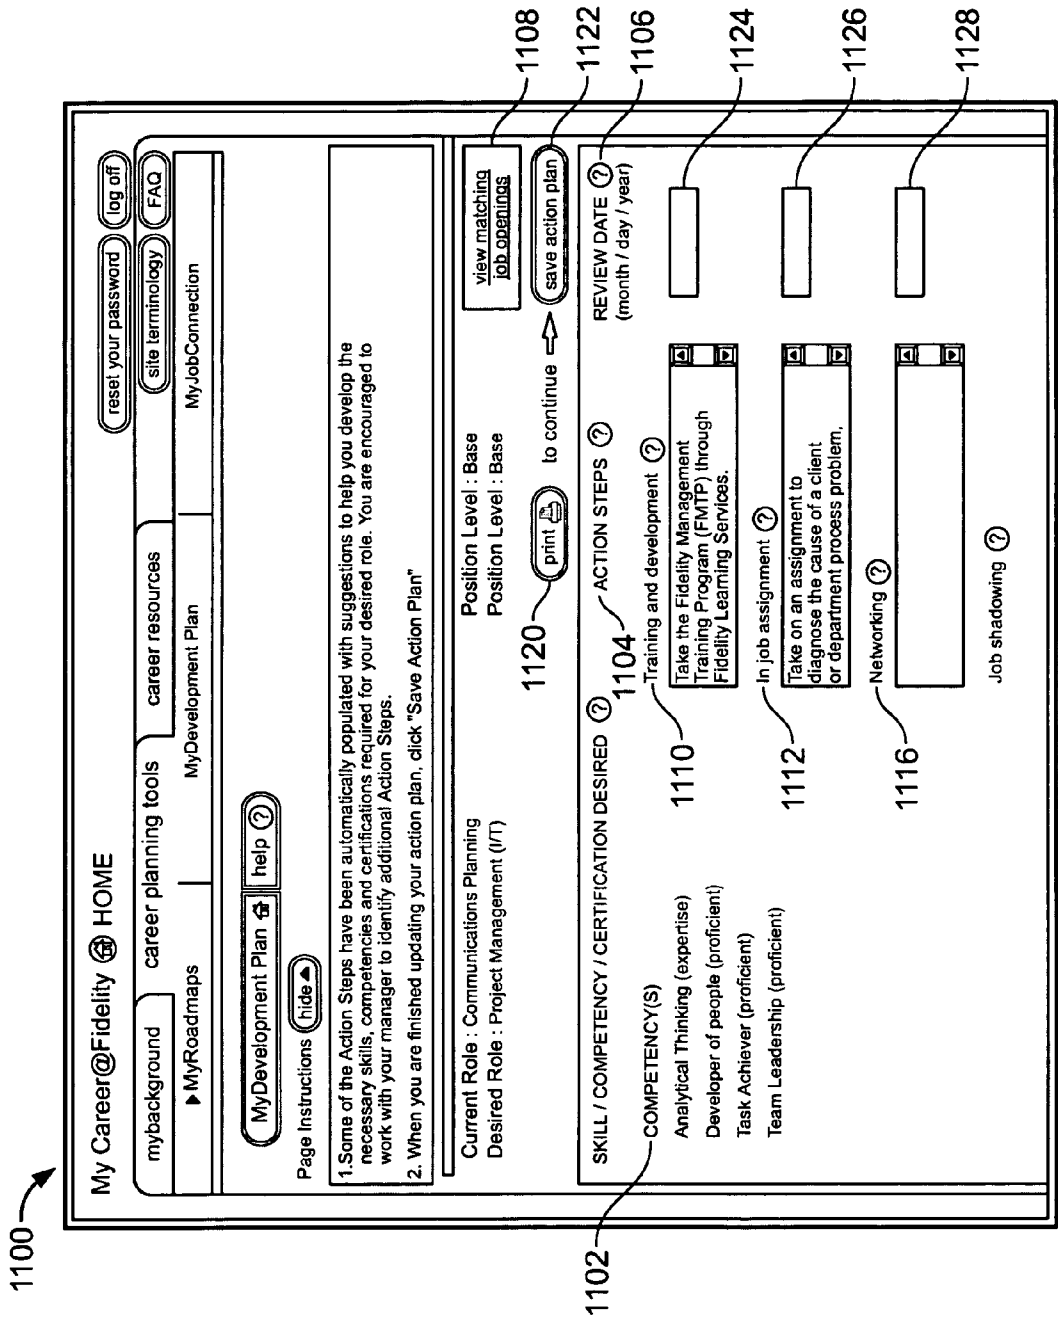 1100
My Career@Fidelity HOME
reset your password
log off
mybackground
career planning tools
career resources
site terminology
FAQ
▶MyRoadmaps
MyDevelopment Plan
MyJobConnection
MyDevelopment Plan
help ?
Page Instructions
hide ▲
1.Some of the Action Steps have been automatically populated with suggestions to help you develop the
necessary skills, competencies and certifications required for your desired role. You are encouraged to
work with your manager to identify additional Action Steps.
2. When you are finished updating your action plan, click "Save Action Plan"
Current Role : Communications Planning
Position Level : Base
Desired Role : Project Management (I/T)
Position Level : Base
view matching
job openings
1108
1120
print
to continue
save action plan
1122
SKILL / COMPETENCY / CERTIFICATION DESIRED ?
1104
ACTION STEPS ?
REVIEW DATE ?
(month / day / year)
1106
1102
COMPETENCY(S)
Analytical Thinking (expertise)
Developer of people (proficient)
Task Achiever (proficient)
Team Leadership (proficient)
Training and development ?
1110
Take the Fidelity Management
Training Program (FMTP) through
Fidelity Learning Services.
1124
In job assignment ?
1112
Take on an assignment to
diagnose the cause of a client
or department process problem,
1126
Networking ?
1116
1128
Job shadowing ?